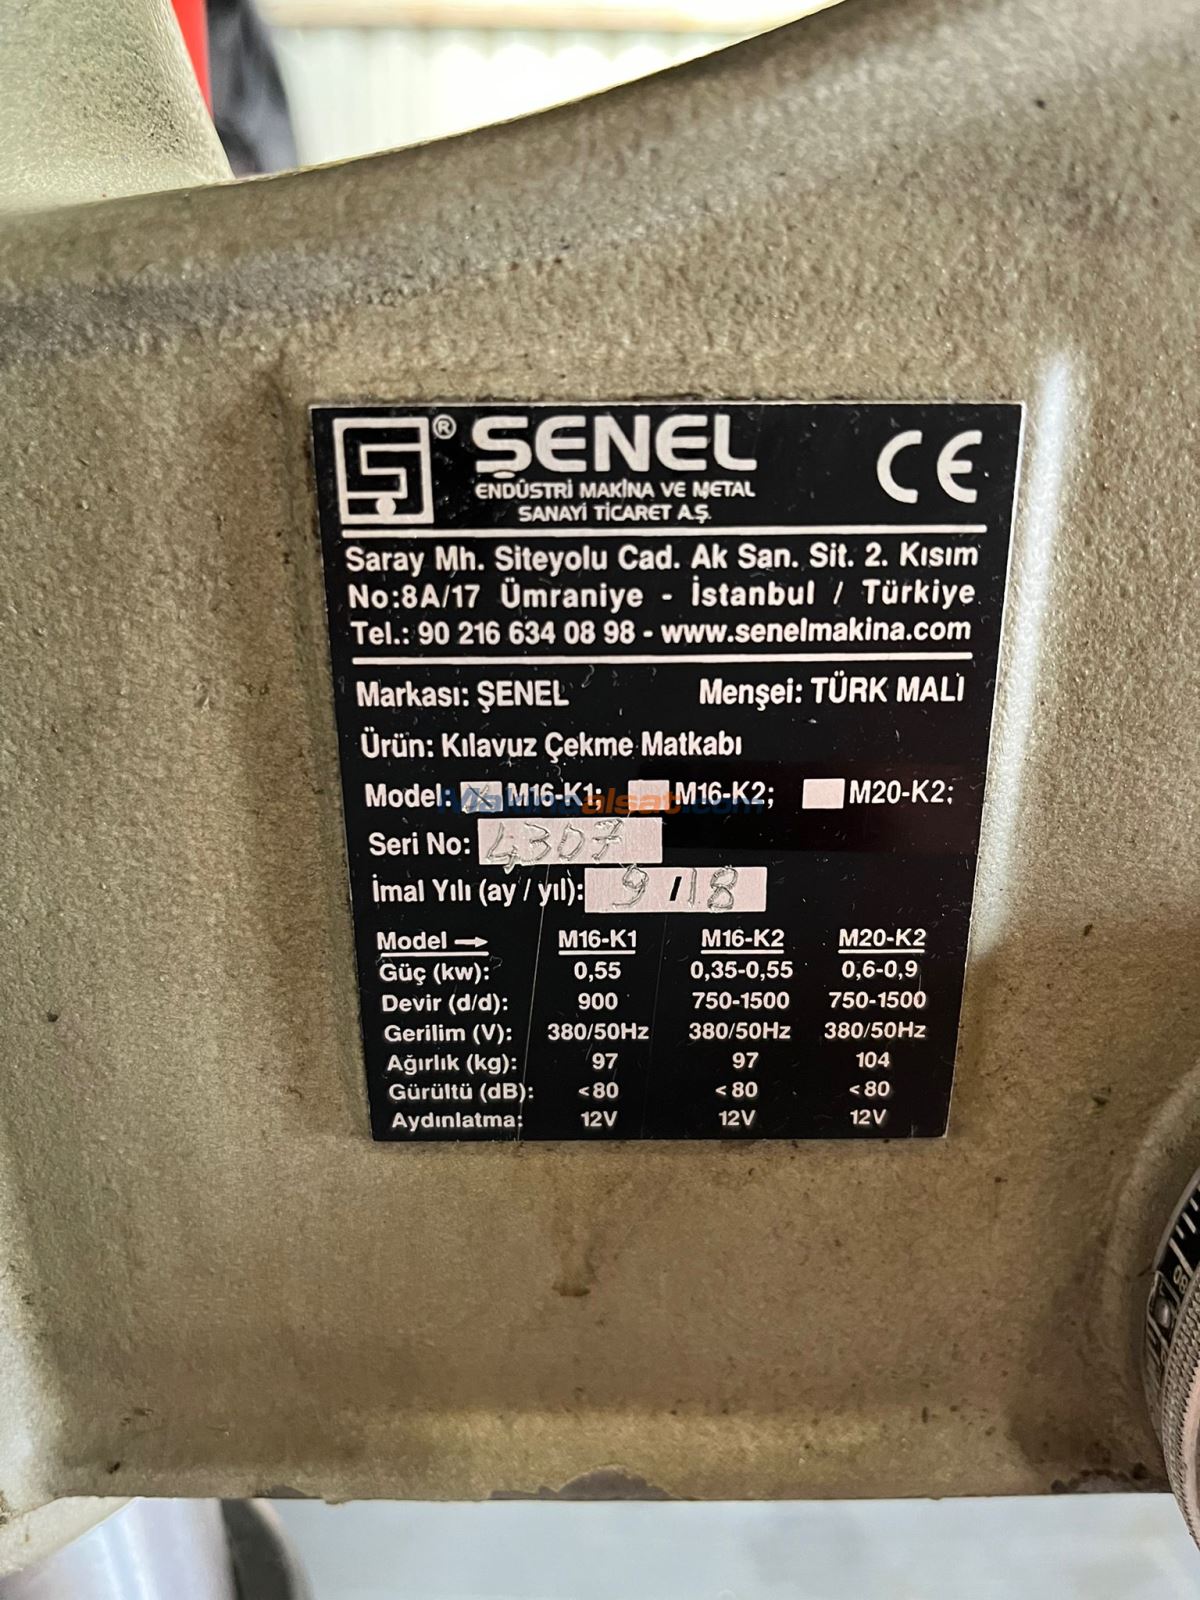 ® ŞENEL CE
ENDÜSTRİ MAKİNA VE METAL
SANAYİ TİCARET A.Ş.
Saray Mh. Siteyolu Cad. Ak San. Sit. 2. Kısım
No:8A/17 Ümraniye - İstanbul / Türkiye
Tel.: 90 216 634 08 98 - www.senelmakina.com
Markası: ŞENEL Menşei: TÜRK MALI
Ürün: Kılavuz Çekme Matkabı
Model: M16-K1; M16-K2; M20-K2;
Makinealsat.com
Seri No: 4307
İmal Yılı (ay / yıl): 9 / 18
Model → M16-K1 M16-K2 M20-K2
Güç (kw): 0,55 0,35-0,55 0,6-0,9
Devir (d/d): 900 750-1500 750-1500
Gerilim (V): 380/50Hz 380/50Hz 380/50Hz
Ağırlık (kg): 97 97 104
Gürültü (dB): <80 <80 <80
Aydınlatma: 12V 12V 12V